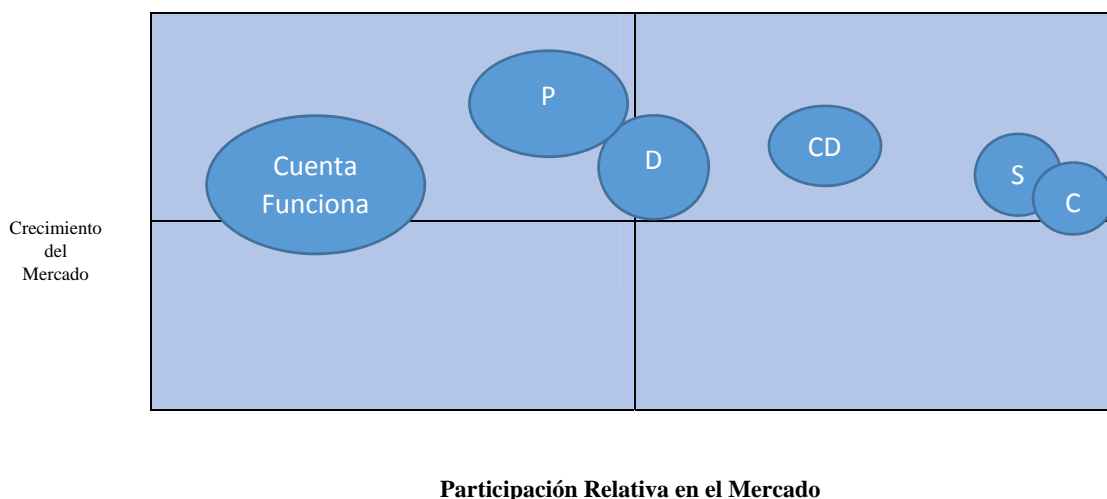 P
CD
D
Cuenta
Funciona
S
C
Crecimiento
del
Mercado
Participación Relativa en el Mercado